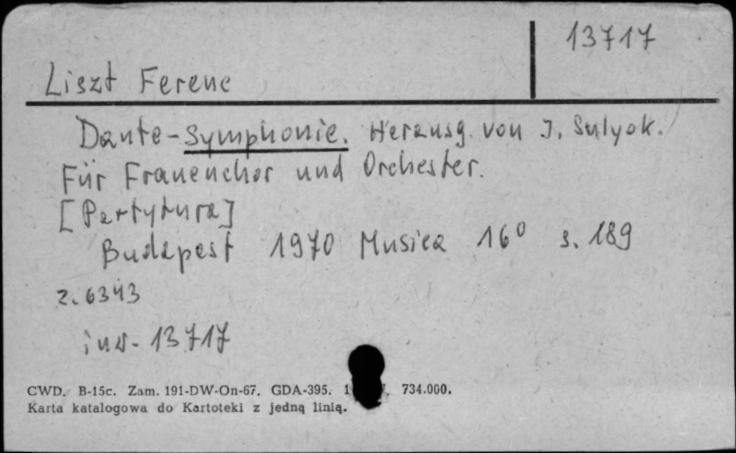 13717
Liszt Ferenc
Dante-Symphonie. Herausg. von I. Sulyok.
Für Frauenchor und Orchester.
[Partytura]
Budapest 1970 Musica 16° s. 189
z. 6343
inw. 13717
CWD. B-15c. Zam. 191-DW-On-67. GDA-395. 734.000.
Karta katalogowa do Kartoteki z jedną linią.